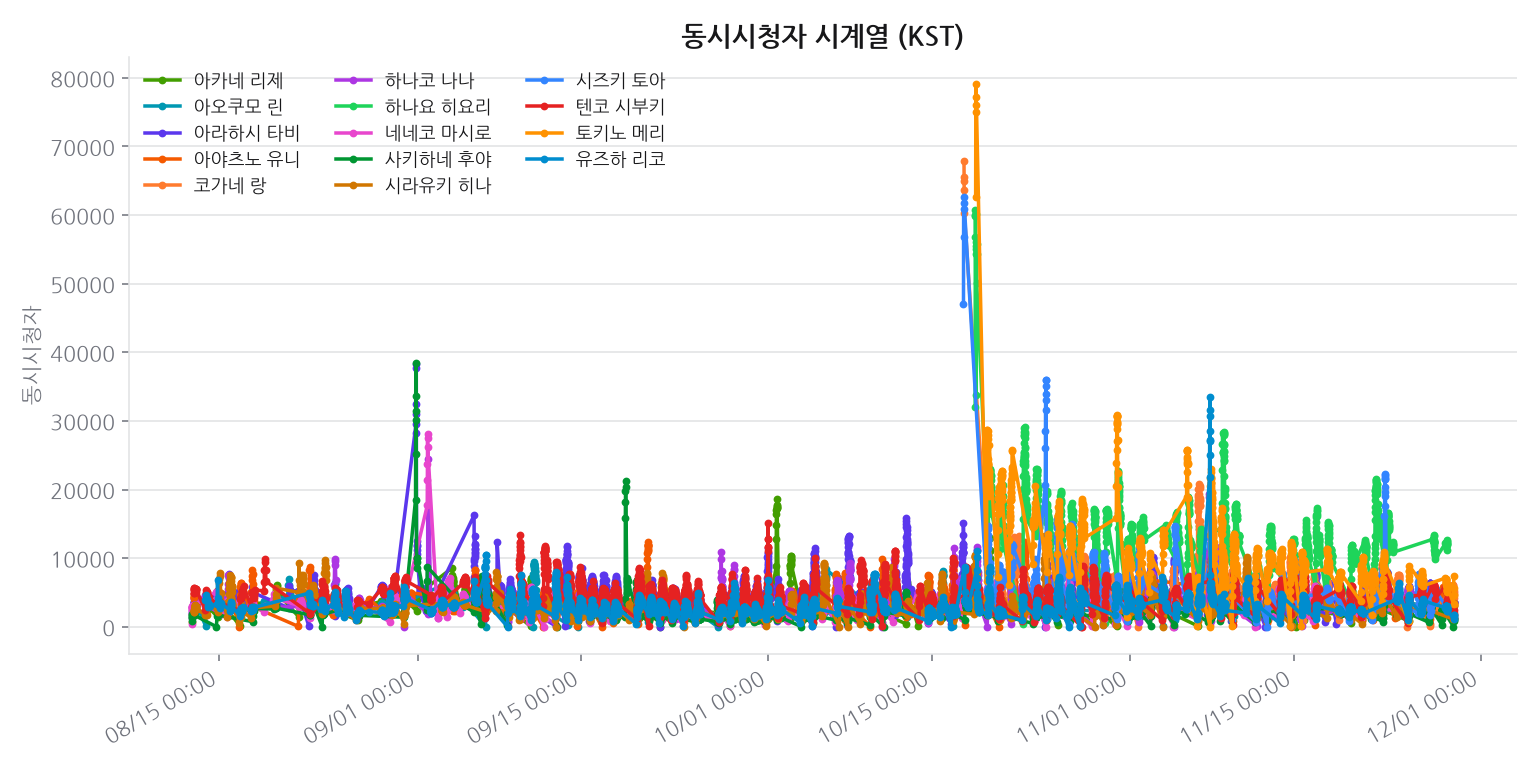 동시시청자 시계열 (KST)
아카네 리제
아오쿠모 린
아라하시 타비
아야츠노 유니
코가네 랑
하나코 나나
하나요 히요리
네네코 마시로
사키하네 후야
시라유키 히나
시즈키 토아
텐코 시부키
토키노 메리
유즈하 리코
동시시청자
80000
70000
60000
50000
40000
30000
20000
10000
0
08/15 00:00
09/01 00:00
09/15 00:00
10/01 00:00
10/15 00:00
11/01 00:00
11/15 00:00
12/01 00:00